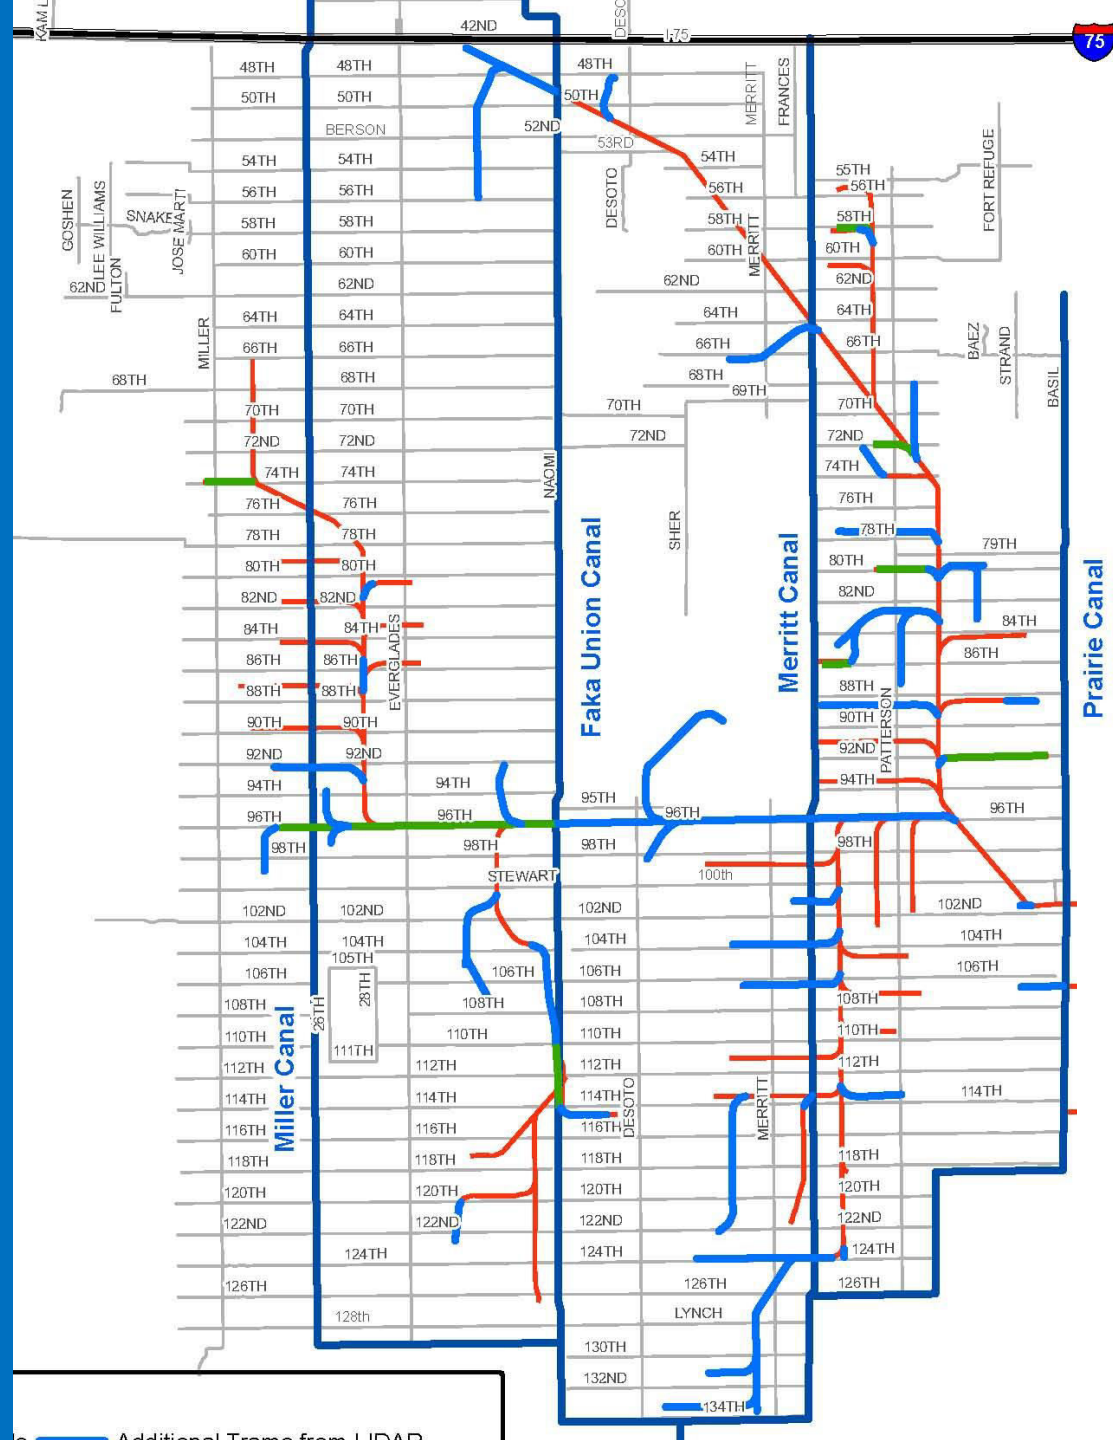 KAM L
42ND
DESO
I-75
75
48TH 48TH 48TH
50TH 50TH 50TH
MERRITT
FRANCES
BERSON
52ND
53RD
54TH 54TH 54TH
55TH
56TH 56TH 56TH 56TH
FORT REFUGE
GOSHEN
LEE WILLIAMS
SNAKE
JOSE MARTI
DESOTO
58TH 58TH 58TH 58TH
MERRITT
60TH 60TH 60TH 60TH
62ND
FULTON
62ND 62ND 62ND
64TH 64TH 64TH 64TH
MILLER
66TH 66TH 66TH 66TH
BAEZ
STRAND
BASIL
68TH 68TH 68TH
69TH
70TH 70TH 70TH 70TH
72ND 72ND 72ND 72ND
74TH 74TH 74TH
NAOMI
76TH 76TH 76TH
SHER
78TH 78TH 78TH
79TH
80TH 80TH 80TH
Faka Union Canal
Merritt Canal
Prairie Canal
82ND 82ND 82ND
84TH 84TH 84TH
EVERGLADES
86TH 86TH 86TH
88TH 88TH 88TH
PATTERSON
90TH 90TH 90TH
92ND 92ND 92ND
94TH 94TH 94TH
95TH
96TH 96TH 96TH 96TH
98TH 98TH 98TH 98TH
STEWART
100th
102ND 102ND 102ND 102ND
104TH 104TH 104TH 104TH
105TH
106TH 106TH 106TH 106TH
28TH
26TH
108TH 108TH 108TH 108TH
110TH 110TH 110TH 110TH
111TH
Miller Canal
112TH 112TH 112TH 112TH
114TH 114TH 114TH 114TH
DESOTO
MERRITT
116TH 116TH 116TH
118TH 118TH 118TH 118TH
120TH 120TH 120TH 120TH
122ND 122ND 122ND 122ND
124TH 124TH 124TH
126TH 126TH 126TH
128th
LYNCH
130TH
132ND
134TH
Additional Trams from LIDAR